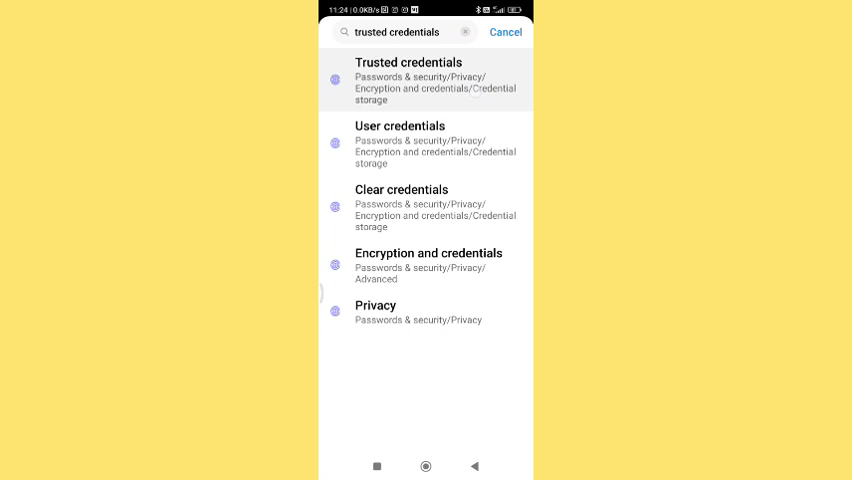 11:24 | 0.0KB/s
trusted credentials
Cancel
Trusted credentials
Passwords & security/Privacy/
Encryption and credentials/Credential
storage
User credentials
Passwords & security/Privacy/
Encryption and credentials/Credential
storage
Clear credentials
Passwords & security/Privacy/
Encryption and credentials/Credential
storage
Encryption and credentials
Passwords & security/Privacy/
Advanced
Privacy
Passwords & security/Privacy